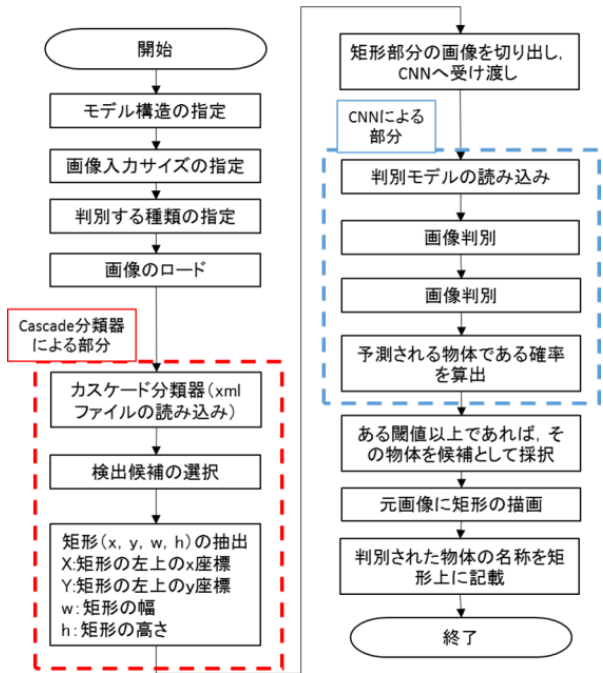 開始
モデル構造の指定
画像入力サイズの指定
判別する種類の指定
画像のロード
Cascade分類器
による部分
カスケード分類器(xml
ファイルの読み込み)
検出候補の選択
矩形(x, y, w, h)の抽出
X:矩形の左上のx座標
Y:矩形の左上のy座標
w:矩形の幅
h:矩形の高さ
矩形部分の画像を切り出し,
CNNへ受け渡し
CNNによる
部分
判別モデルの読み込み
画像判別
画像判別
予測される物体である確率
を算出
ある閾値以上であれば, そ
の物体を候補として採択
元画像に矩形の描画
判別された物体の名称を矩
形上に記載
終了